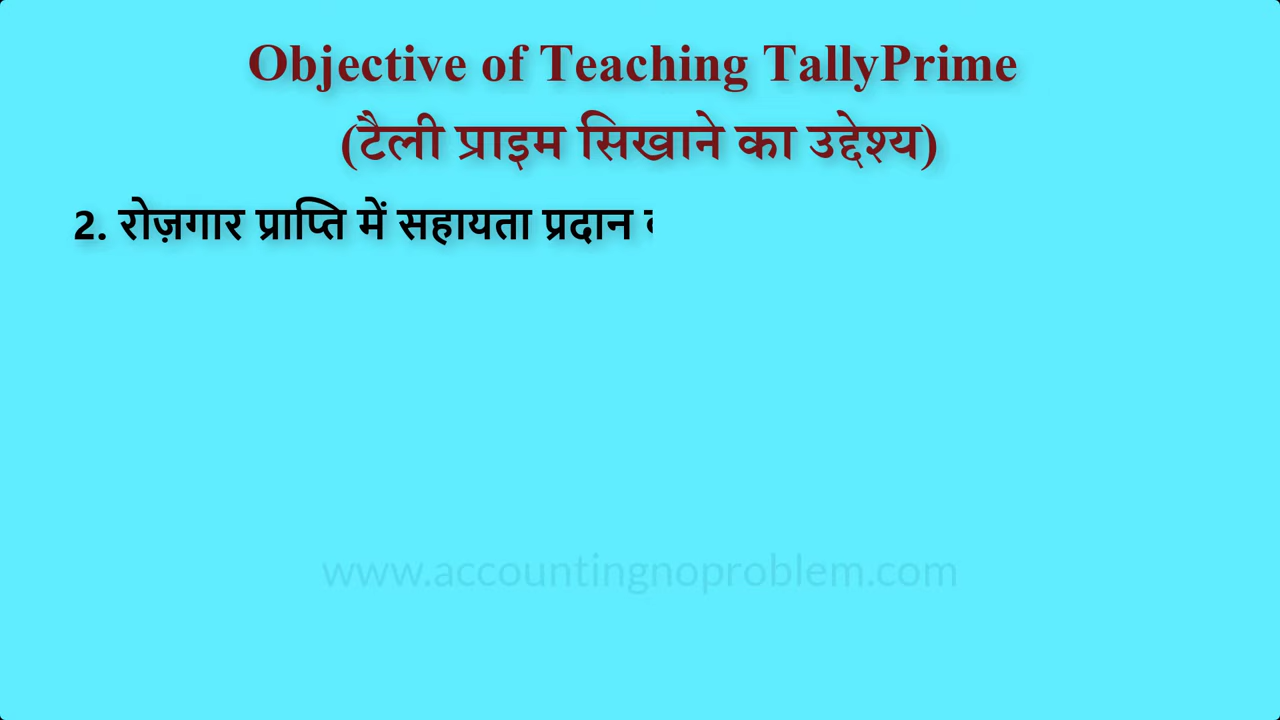 Objective of Teaching TallyPrime
(टैली प्राइम सिखाने का उद्देश्य)
2. रोज़गार प्राप्ति में सहायता प्रदान
www.accountingnoproblem.com